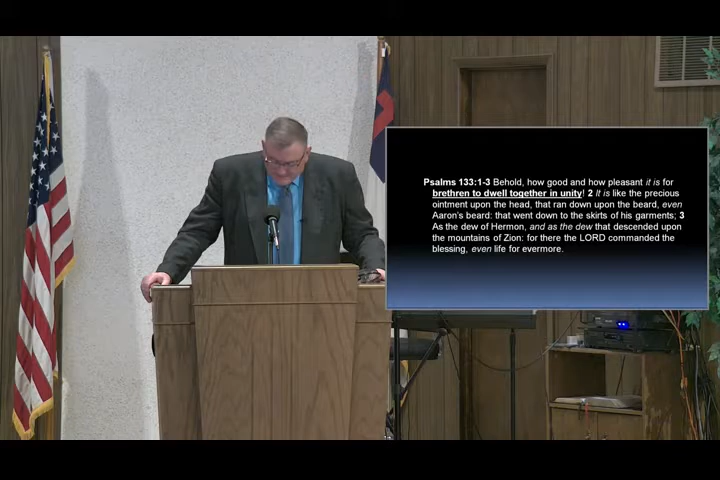 Psalms 133:1-3 Behold, how good and how pleasant it is for
brethren to dwell together in unity! 2 It is like the precious
ointment upon the head, that ran down upon the beard, even
Aaron's beard: that went down to the skirts of his garments; 3
As the dew of Hermon, and as the dew that descended upon
the mountains of Zion: for there the LORD commanded the
blessing, even life for evermore.